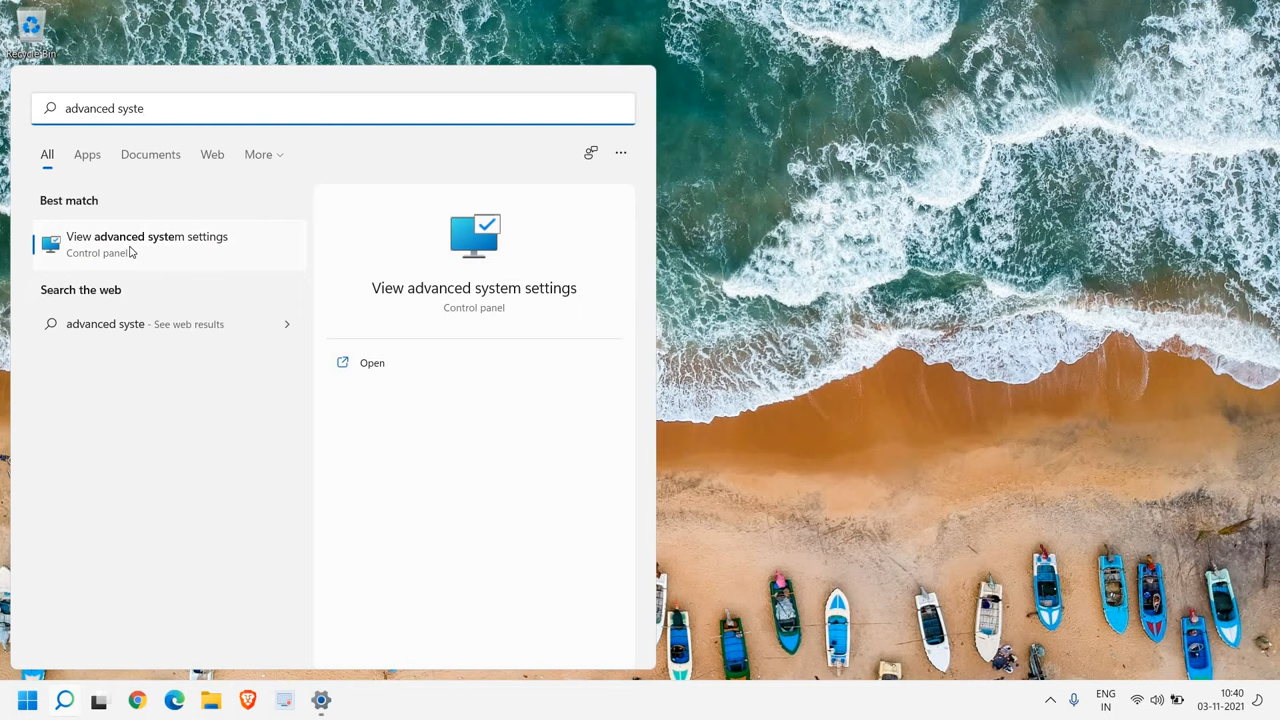 Recycle Bin
advanced syste
All Apps Documents Web More
Best match
View advanced system settings
Control panel
Search the web
advanced syste - See web results
View advanced system settings
Control panel
Open
ENG
IN
10:40
03-11-2021